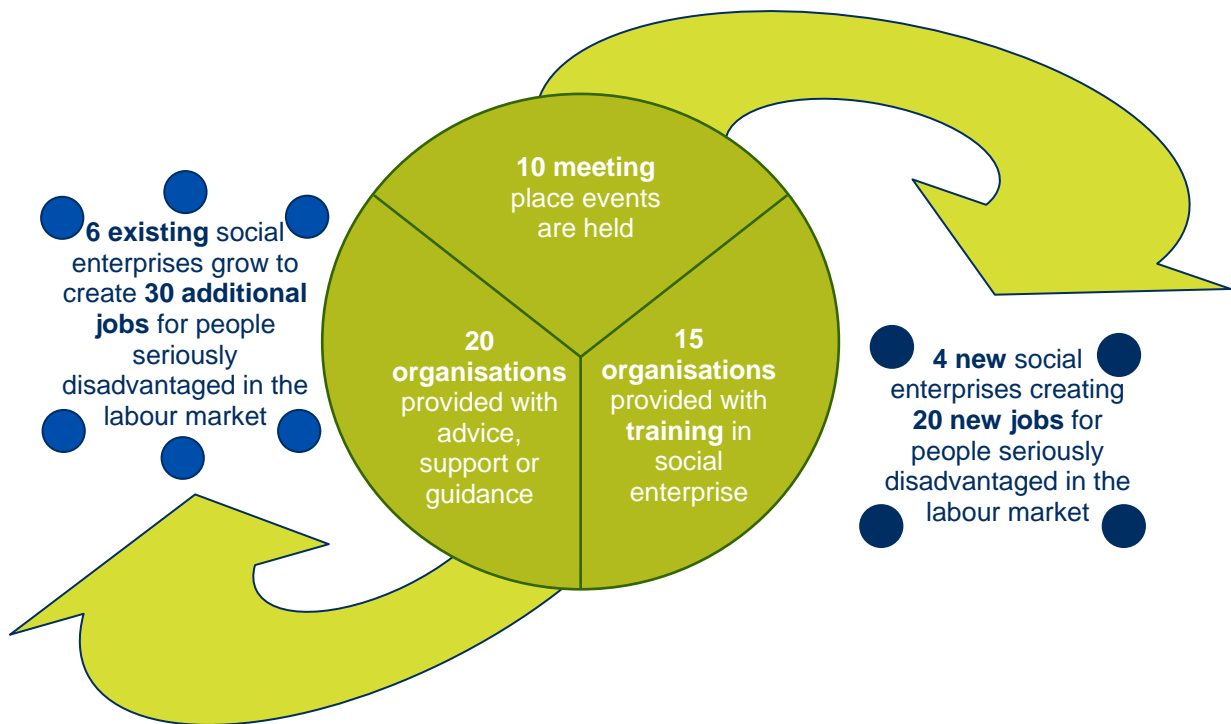 10 meeting
place events
are held
6 existing social
enterprises grow to
create 30 additional
jobs for people
seriously
disadvantaged in the
labour market
20
organisations
provided with
advice,
support or
guidance
15
organisations
provided with
training in
social
enterprise
4 new social
enterprises creating
20 new jobs for
people seriously
disadvantaged in the
labour market